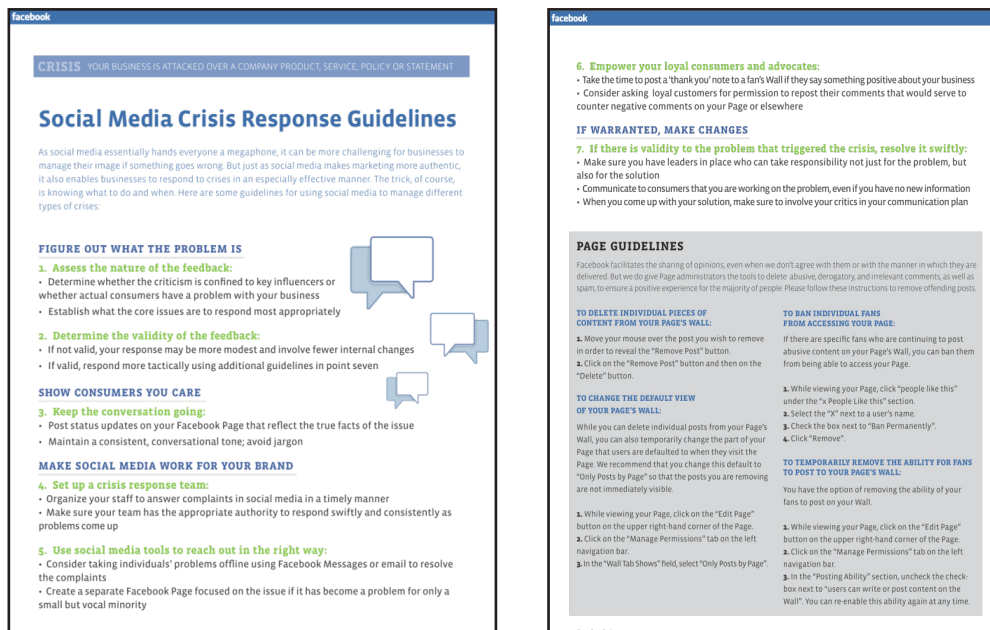 facebook
CRISIS YOUR BUSINESS IS ATTACKED OVER A COMPANY PRODUCT, SERVICE, POLICY OR STATEMENT
Social Media Crisis Response Guidelines
As social media essentially hands everyone a megaphone, it can be more challenging for businesses to
manage their image if something goes wrong. But just as social media makes marketing more authentic,
it also enables businesses to respond to crises in an especially effective manner. The trick, of course,
is knowing what to do and when. Here are some guidelines for using social media to manage different
types of crises:
FIGURE OUT WHAT THE PROBLEM IS
1. Assess the nature of the feedback:
• Determine whether the criticism is confined to key influencers or
whether actual consumers have a problem with your business
• Establish what the core issues are to respond most appropriately
2. Determine the validity of the feedback:
• If not valid, your response may be more modest and involve fewer internal changes
• If valid, respond more tactically using additional guidelines in point seven
SHOW CONSUMERS YOU CARE
3. Keep the conversation going:
• Post status updates on your Facebook Page that reflect the true facts of the issue
• Maintain a consistent, conversational tone; avoid jargon
MAKE SOCIAL MEDIA WORK FOR YOUR BRAND
4. Set up a crisis response team:
• Organize your staff to answer complaints in social media in a timely manner
• Make sure your team has the appropriate authority to respond swiftly and consistently as
problems come up
5. Use social media tools to reach out in the right way:
• Consider taking individuals' problems offline using Facebook Messages or email to resolve
the complaints
• Create a separate Facebook Page focused on the issue if it has become a problem for only a
small but vocal minority
facebook
6. Empower your loyal consumers and advocates:
• Take the time to post a 'thank you' note to a fan's Wall if they say something positive about your business
• Consider asking loyal customers for permission to repost their comments that would serve to
counter negative comments on your Page or elsewhere
IF WARRANTED, MAKE CHANGES
7. If there is validity to the problem that triggered the crisis, resolve it swiftly:
• Make sure you have leaders in place who can take responsibility not just for the problem, but
also for the solution
• Communicate to consumers that you are working on the problem, even if you have no new information
• When you come up with your solution, make sure to involve your critics in your communication plan
PAGE GUIDELINES
Facebook facilitates the sharing of opinions, even when we don't agree with them or with the manner in which they are
delivered. But we do give Page administrators the tools to delete abusive, derogatory, and irrelevant comments, as well as
spam, to ensure a positive experience for the majority of people. Please follow these instructions to remove offending posts.
TO DELETE INDIVIDUAL PIECES OF
CONTENT FROM YOUR PAGE'S WALL:
1. Move your mouse over the post you wish to remove
in order to reveal the "Remove Post" button.
2. Click on the "Remove Post" button and then on the
"Delete" button.
TO CHANGE THE DEFAULT VIEW
OF YOUR PAGE'S WALL:
While you can delete individual posts from your Page's
Wall, you can also temporarily change the part of your
Page that users are defaulted to when they visit the
Page. We recommend that you change this default to
"Only Posts by Page" so that the posts you are removing
are not immediately visible.
1. While viewing your Page, click on the "Edit Page"
button on the upper right-hand corner of the Page.
2. Click on the "Manage Permissions" tab on the left
navigation bar.
3. In the "Wall Tab Shows" field, select "Only Posts by Page".
TO BAN INDIVIDUAL FANS
FROM ACCESSING YOUR PAGE:
If there are specific fans who are continuing to post
abusive content on your Page's Wall, you can ban them
from being able to access your Page.
1. While viewing your Page, click "people like this"
under the "x People Like this" section.
2. Select the "X" next to a user's name.
3. Check the box next to "Ban Permanently".
4. Click "Remove".
TO TEMPORARILY REMOVE THE ABILITY FOR FANS
TO POST TO YOUR PAGE'S WALL:
You have the option of removing the ability of your
fans to post on your Wall.
1. While viewing your Page, click on the "Edit Page"
button on the upper right-hand corner of the Page.
2. Click on the "Manage Permissions" tab on the left
navigation bar.
3. In the "Posting Ability" section, uncheck the check-
box next to "users can write or post content on the
Wall". You can re-enable this ability again at any time.